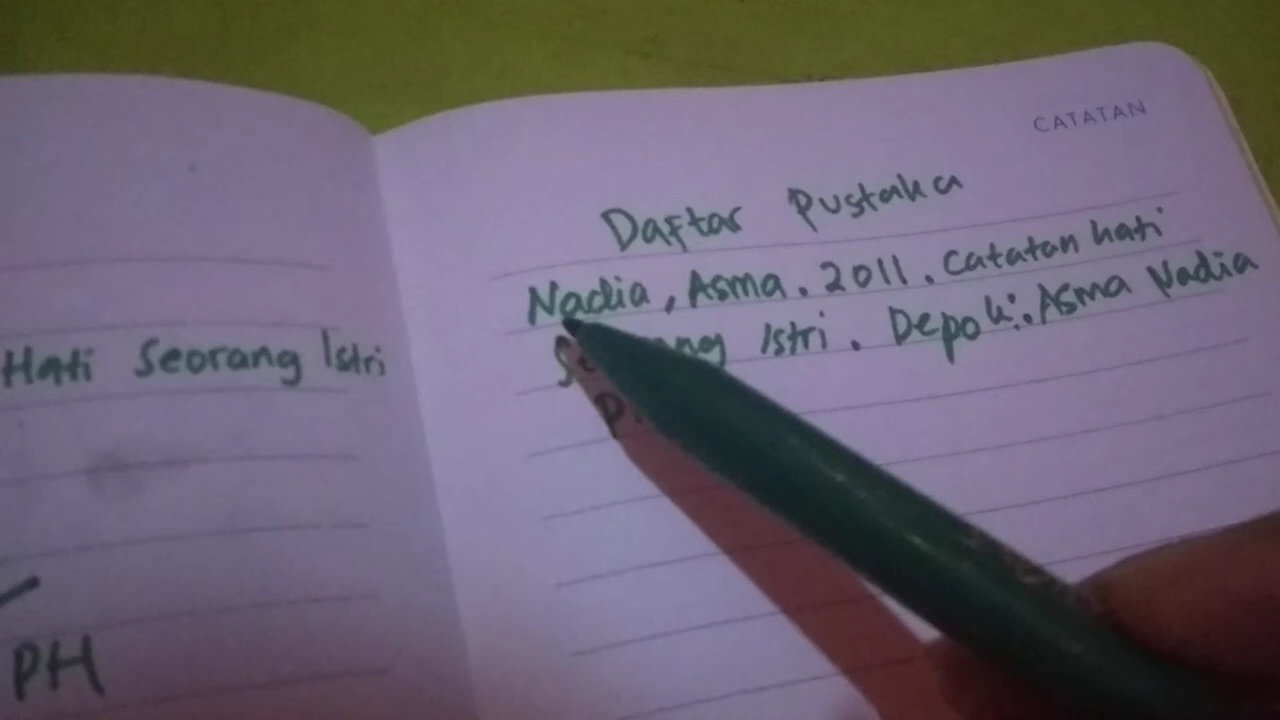 CATATAN
Daftar Pustaka
Nadia, Asma. 2011. Catatan hati
Istri. Depok: Asma Nadia
P.
Hati Seorang Istri
PH